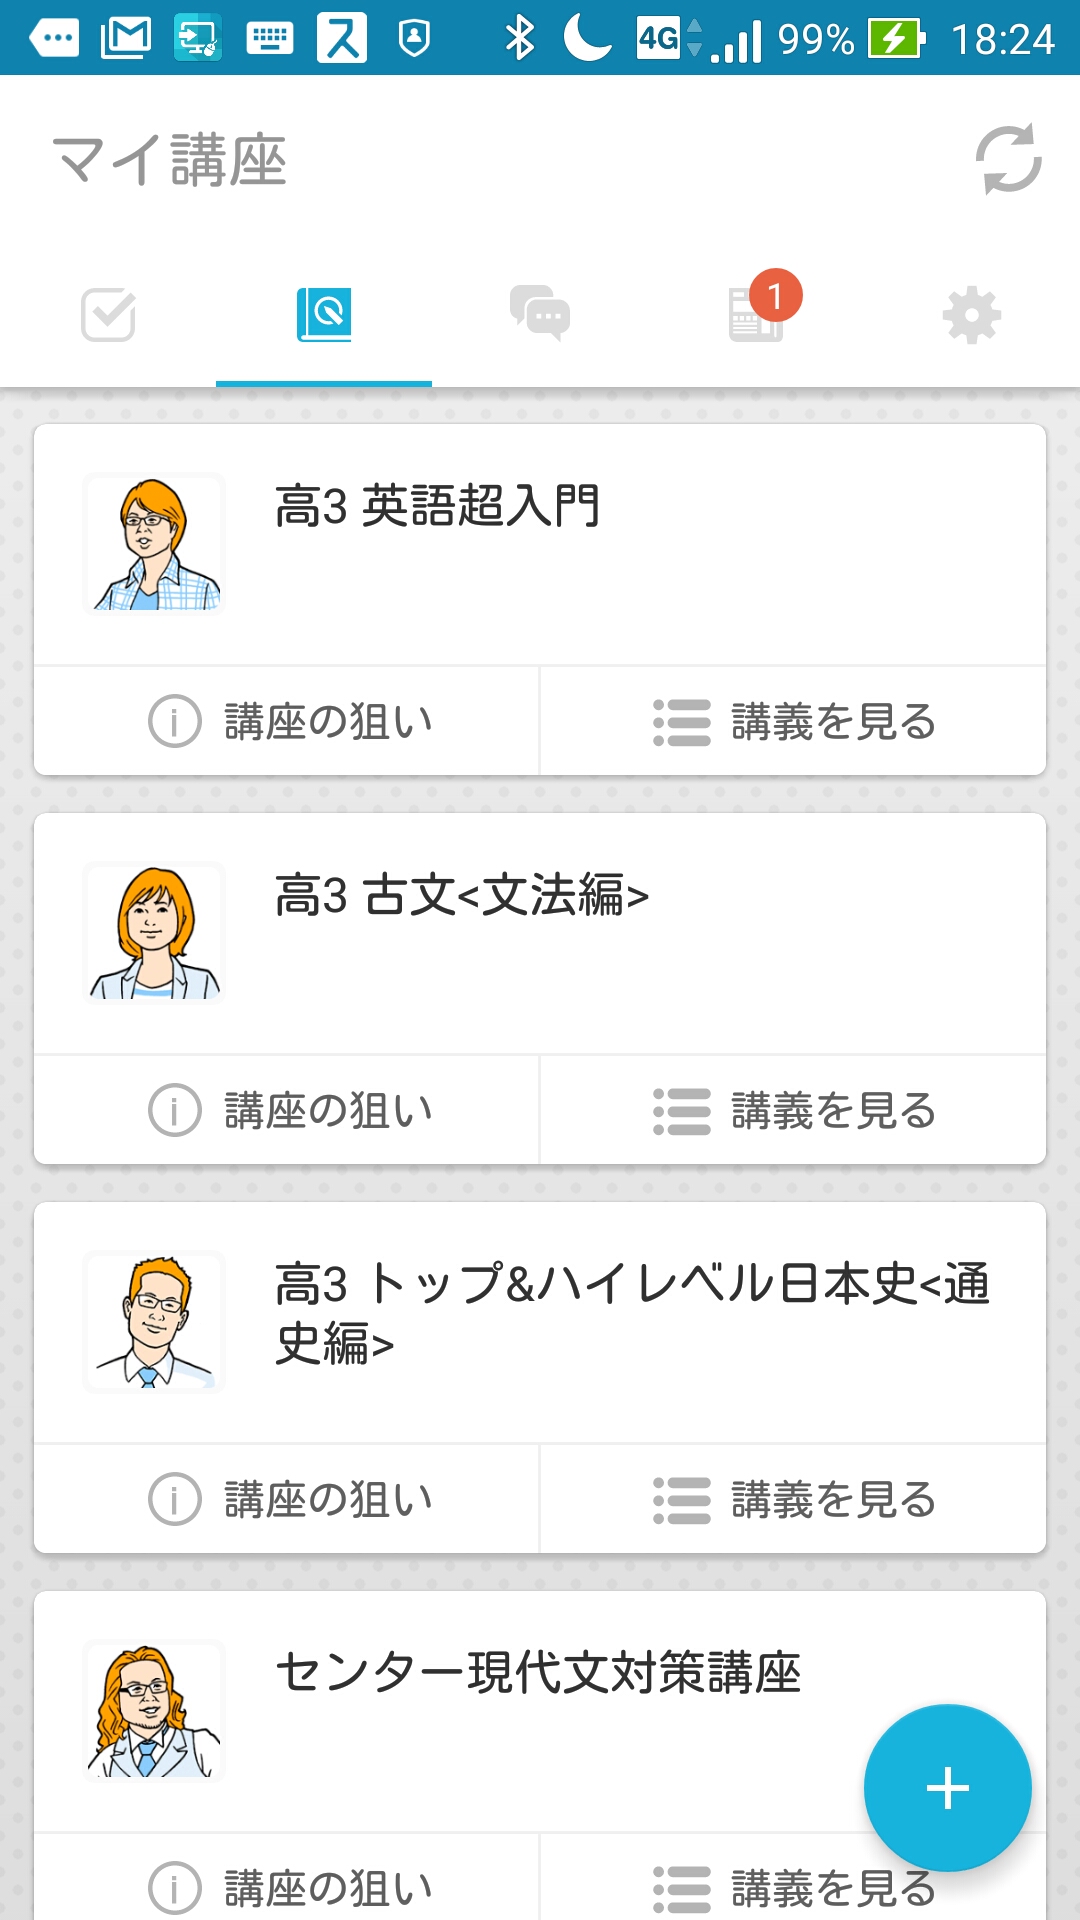 ス
4G
99%
18:24
マイ講座
1
高3 英語超入門
講座の狙い
講義を見る
高3 古文<文法編>
講座の狙い
講義を見る
高3 トップ&ハイレベル日本史<通
史編>
講座の狙い
講義を見る
センター現代文対策講座
講座の狙い
講義を見る